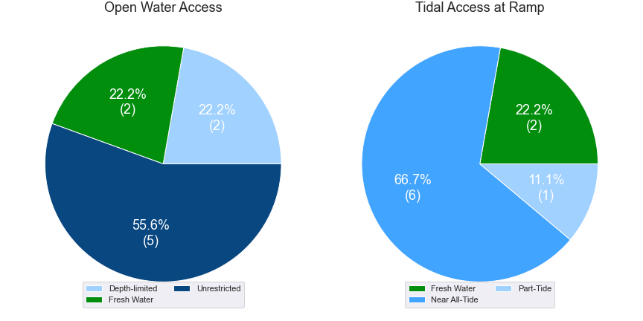 Open Water Access
22.2%
(2)
22.2%
(2)
55.6%
(5)
Depth-limited
Unrestricted
Fresh Water
Tidal Access at Ramp
22.2%
(2)
66.7%
(6)
11.1%
(1)
Fresh Water
Part-Tide
Near All-Tide